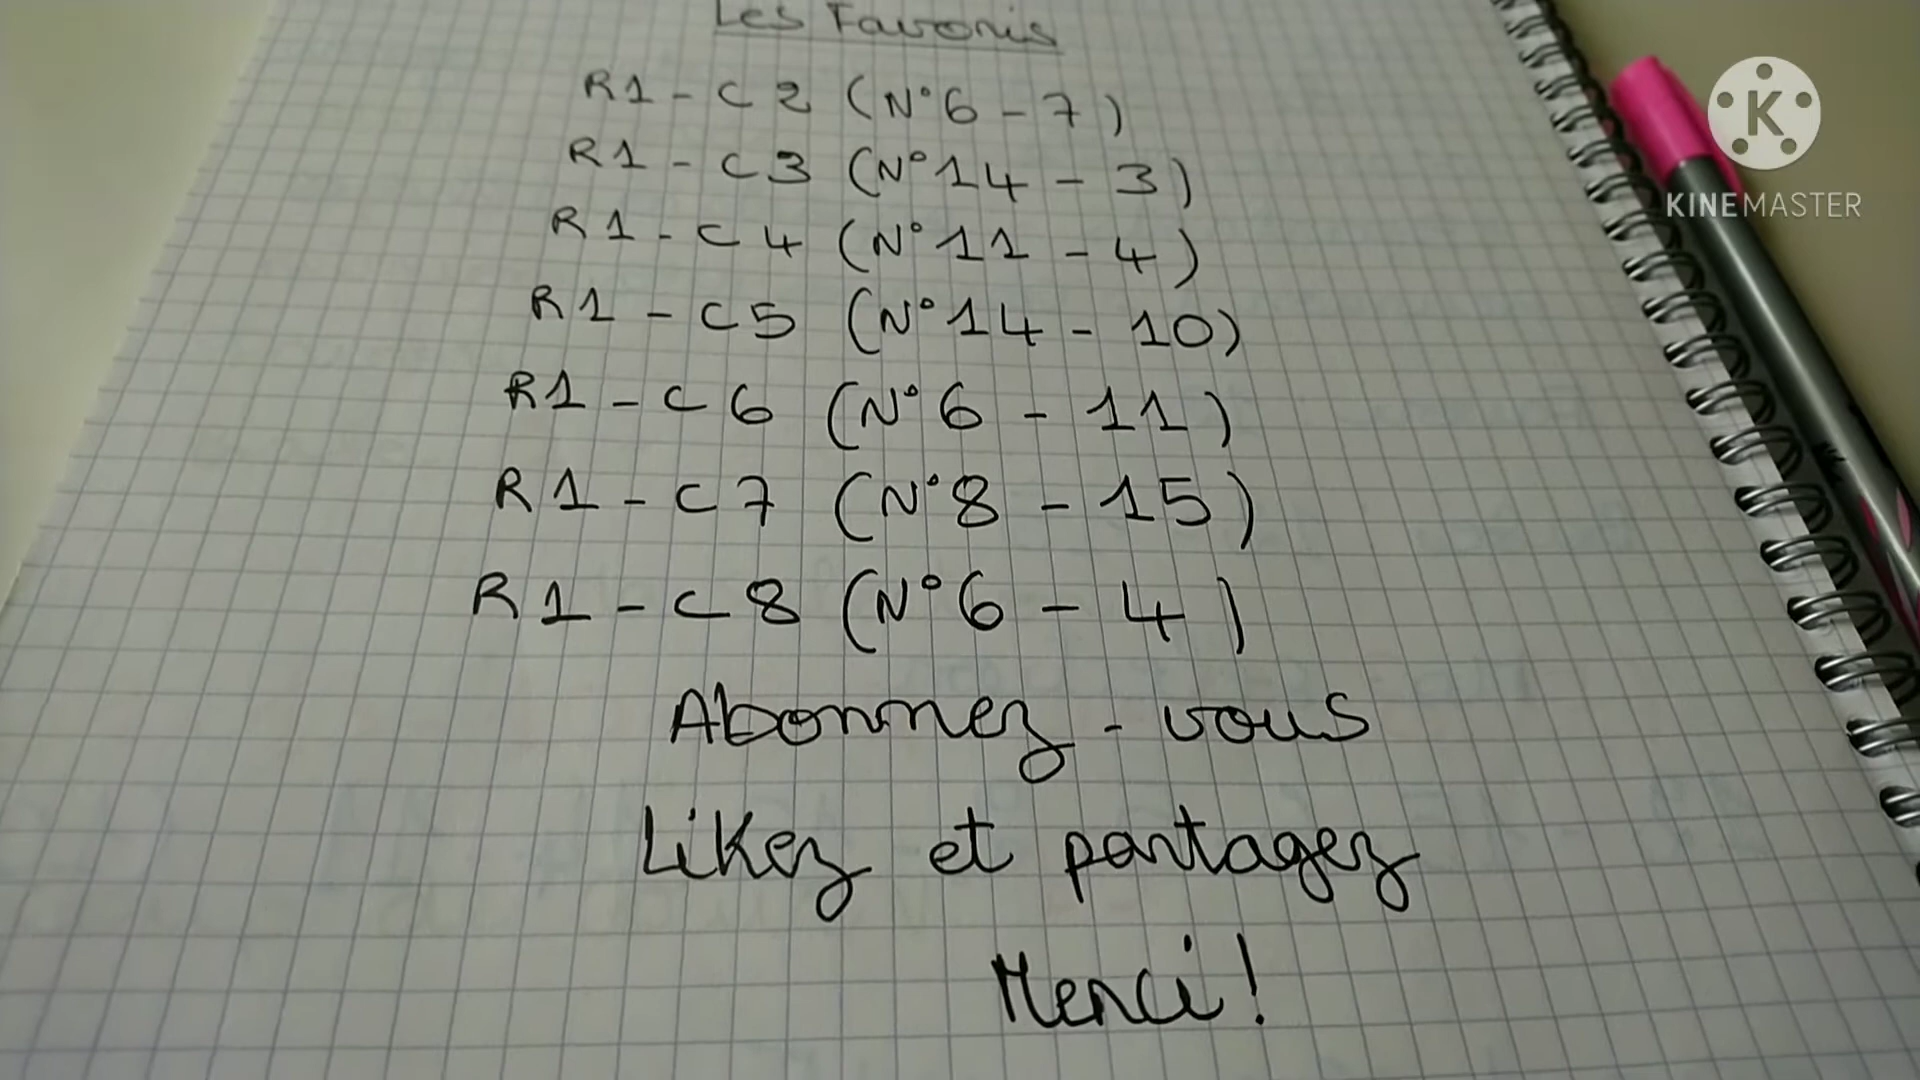 Les Favoris
R1 - C2 (N°6 - 7)
R1 - C3 (N°14 - 3)
R1 - C4 (N°11 - 4)
R1 - C5 (N°14 - 10)
R1 - C6 (N°6 - 11)
R1 - C7 (N°8 - 15)
R1 - C8 (N°6 - 4)
Abonnez-vous
Likez et partagez
Merci!
K
KINEMASTER